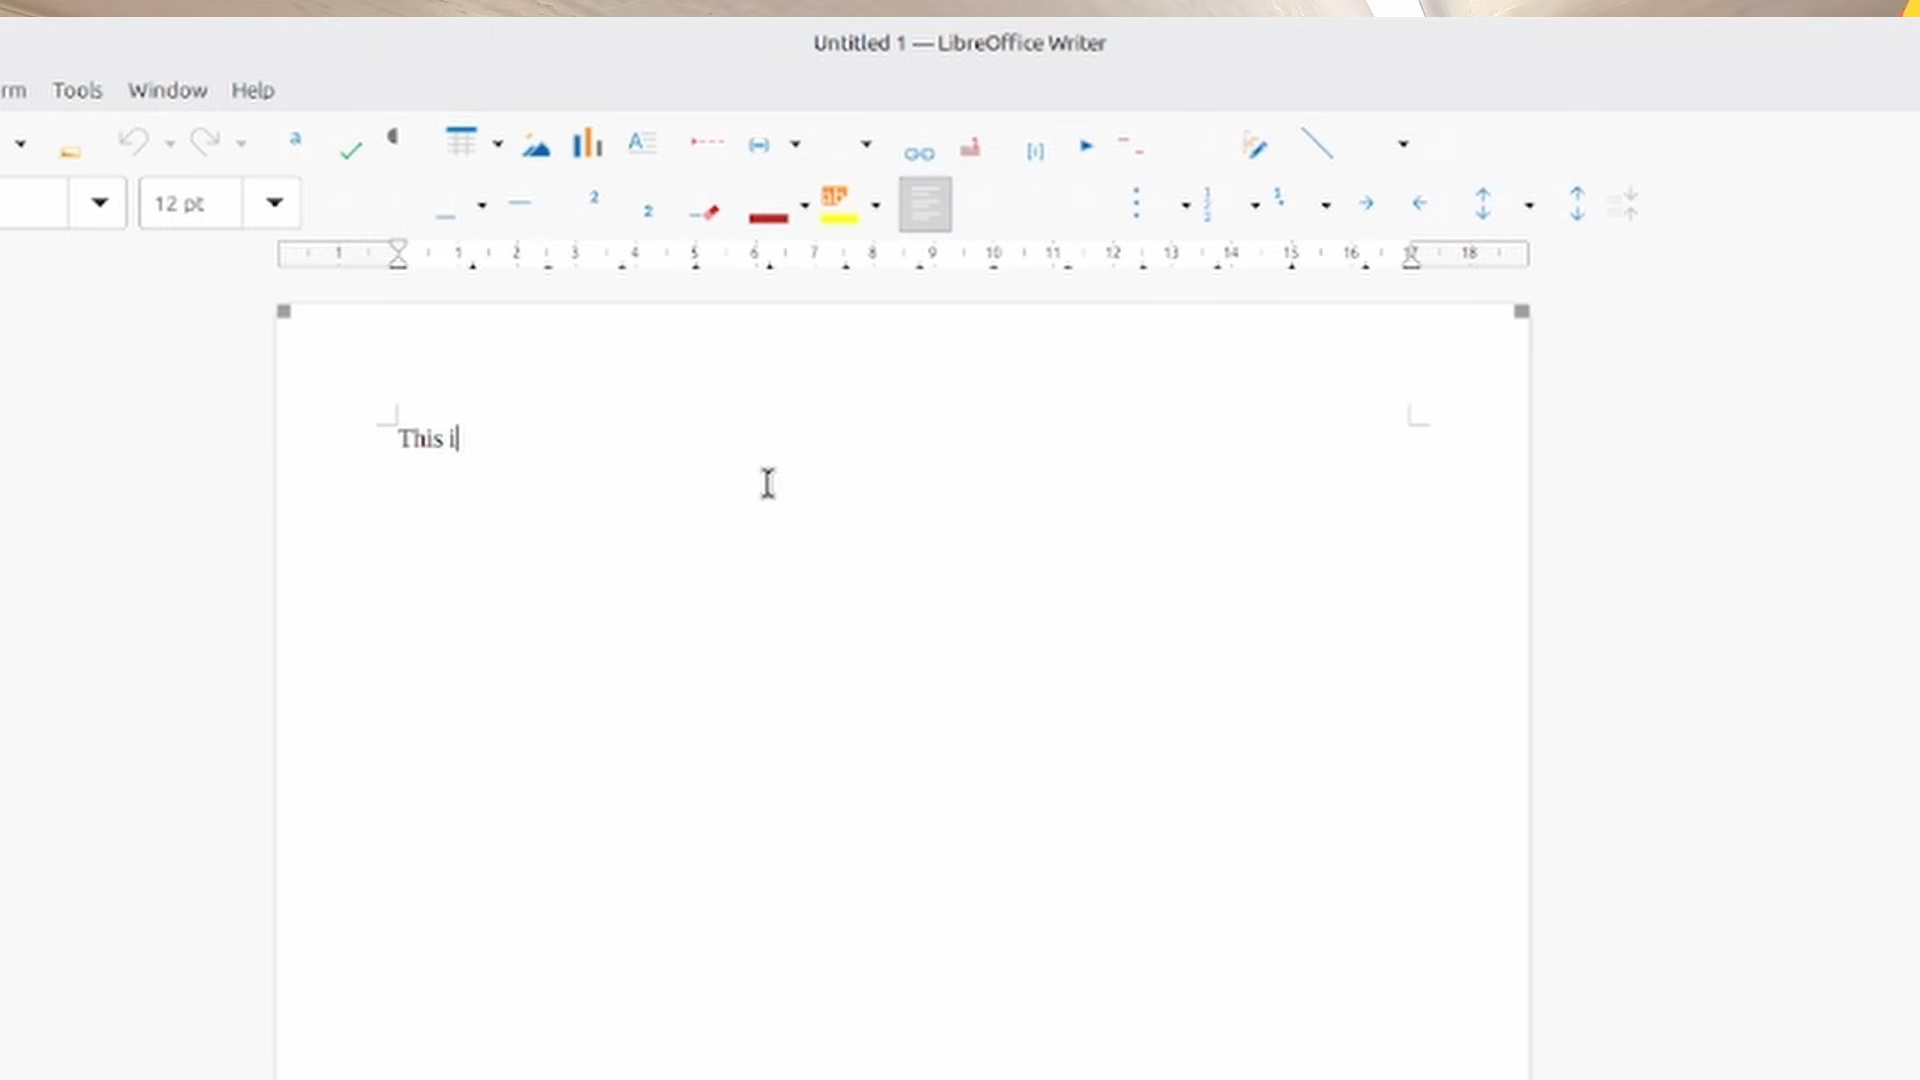 Untitled 1 — LibreOffice Writer
rm Tools Window Help
12 pt
1 1 2 3 4 5 6 7 8 9 10 11 12 13 14 15 16 17 18
This i